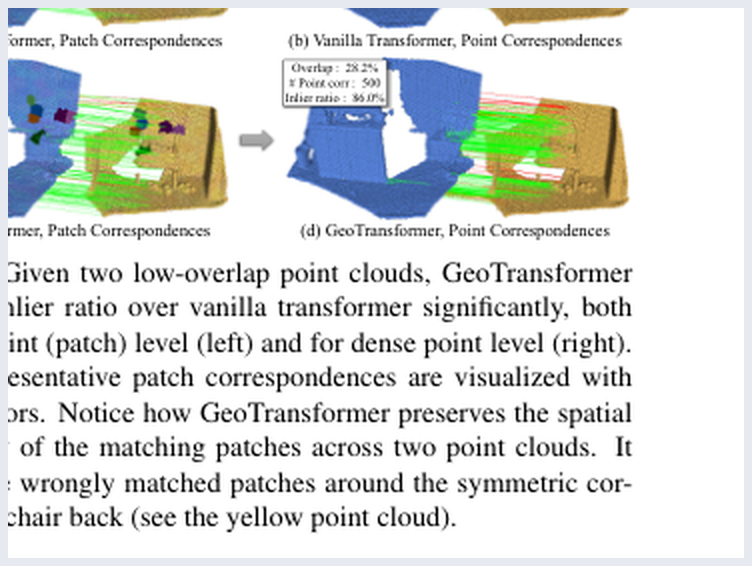 ormer, Patch Correspondences
(b) Vanilla Transformer, Point Correspondences
Overlap : 28.2%
# Point corr : 500
Inlier ratio : 86.0%
rmer, Patch Correspondences
(d) GeoTransformer, Point Correspondences
Given two low-overlap point clouds, GeoTransformer
nlier ratio over vanilla transformer significantly, both
int (patch) level (left) and for dense point level (right).
esentative patch correspondences are visualized with
ors. Notice how GeoTransformer preserves the spatial
of the matching patches across two point clouds. It
wrongly matched patches around the symmetric cor-
chair back (see the yellow point cloud).